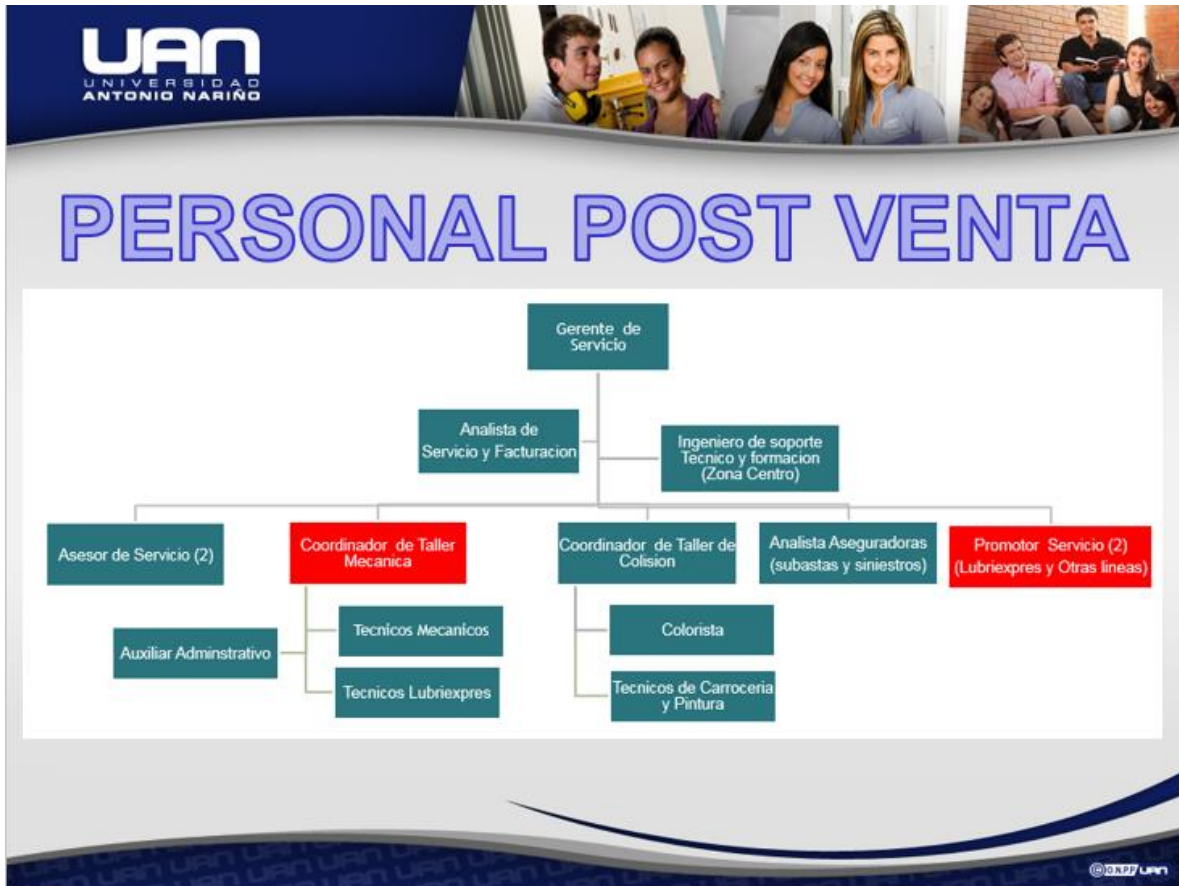 UAN
UNIVERSIDAD
ANTONIO NARIÑO
PERSONAL POST VENTA
Gerente de
Servicio
Analista de
Servicio y Facturacion
Ingeniero de soporte
Tecnico y formacion
(Zona Centro)
Asesor de Servicio (2)
Coordinador de Taller
Mecanica
Coordinador de Taller de
Colision
Analista Aseguradoras
(subastas y siniestros)
Promotor Servicio (2)
(Lubriexpres y Otras lineas)
Auxiliar Adminstrativo
Tecnicos Mecanicos
Tecnicos Lubriexpres
Colorista
Tecnicos de Carroceria
y Pintura